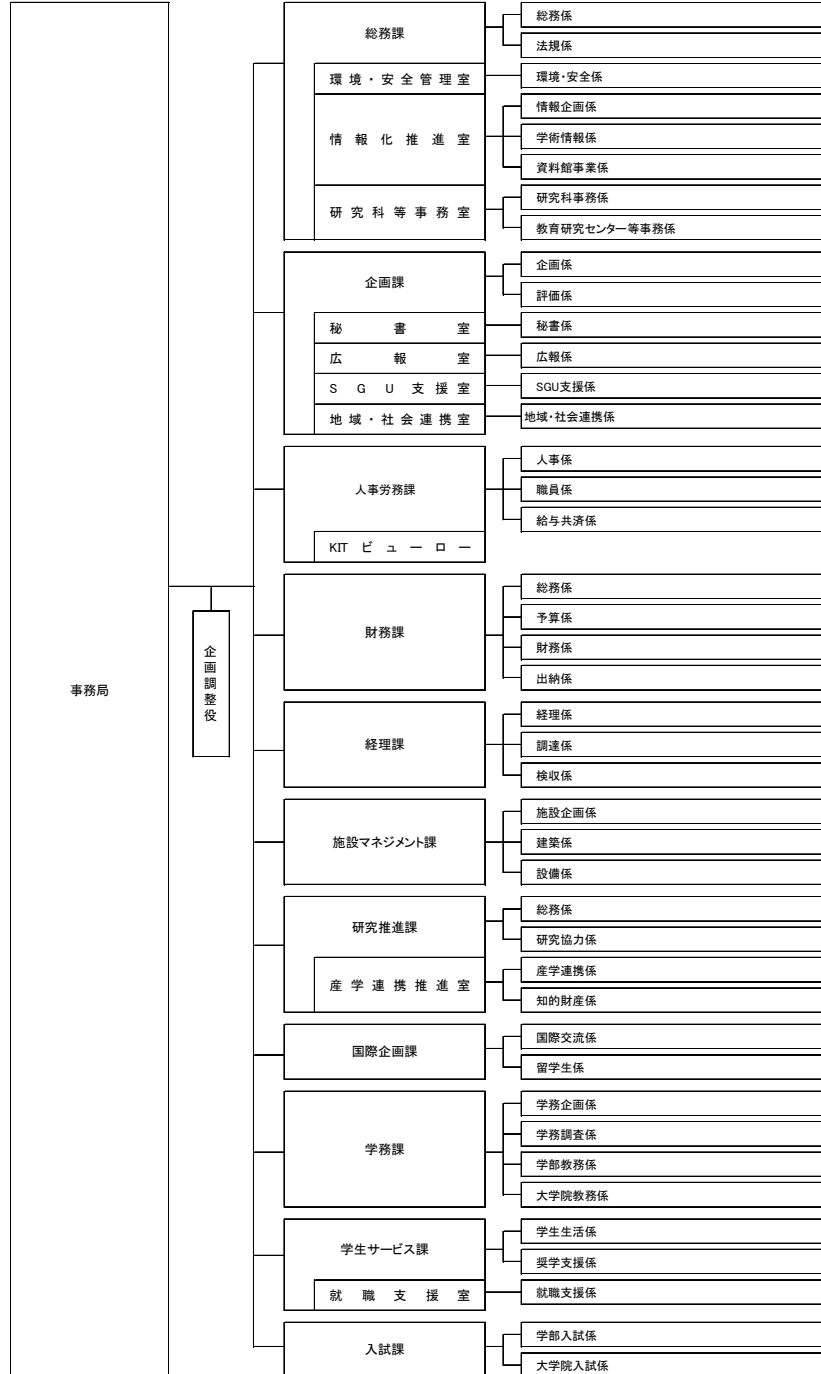 事務局
企画調整役
総務課
総務係
法規係
環境・安全管理室
環境・安全係
情報化推進室
情報企画係
学術情報係
資料館事業係
研究科等事務室
研究科事務係
教育研究センター等事務係
企画課
企画係
評価係
秘書室
秘書係
広報室
広報係
SGU支援室
SGU支援係
地域・社会連携室
地域・社会連携係
人事労務課
人事係
職員係
給与共済係
KITビューロー
財務課
総務係
予算係
財務係
出納係
経理課
経理係
調達係
検収係
施設マネジメント課
施設企画係
建築係
設備係
研究推進課
総務係
研究協力係
産学連携推進室
産学連携係
知的財産係
国際企画課
国際交流係
留学生係
学務課
学務企画係
学務調査係
学部教務係
大学院教務係
学生サービス課
学生生活係
奨学支援係
就職支援室
就職支援係
入試課
学部入試係
大学院入試係